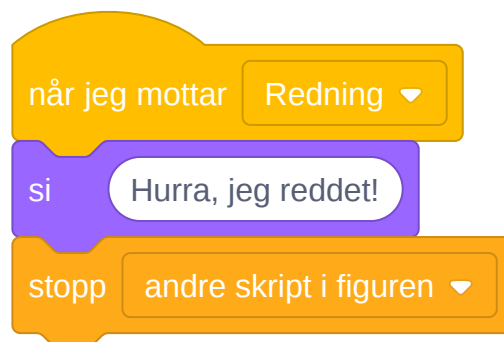 når jeg mottar Redning
si Hurra, jeg reddet!
stopp andre skript i figuren